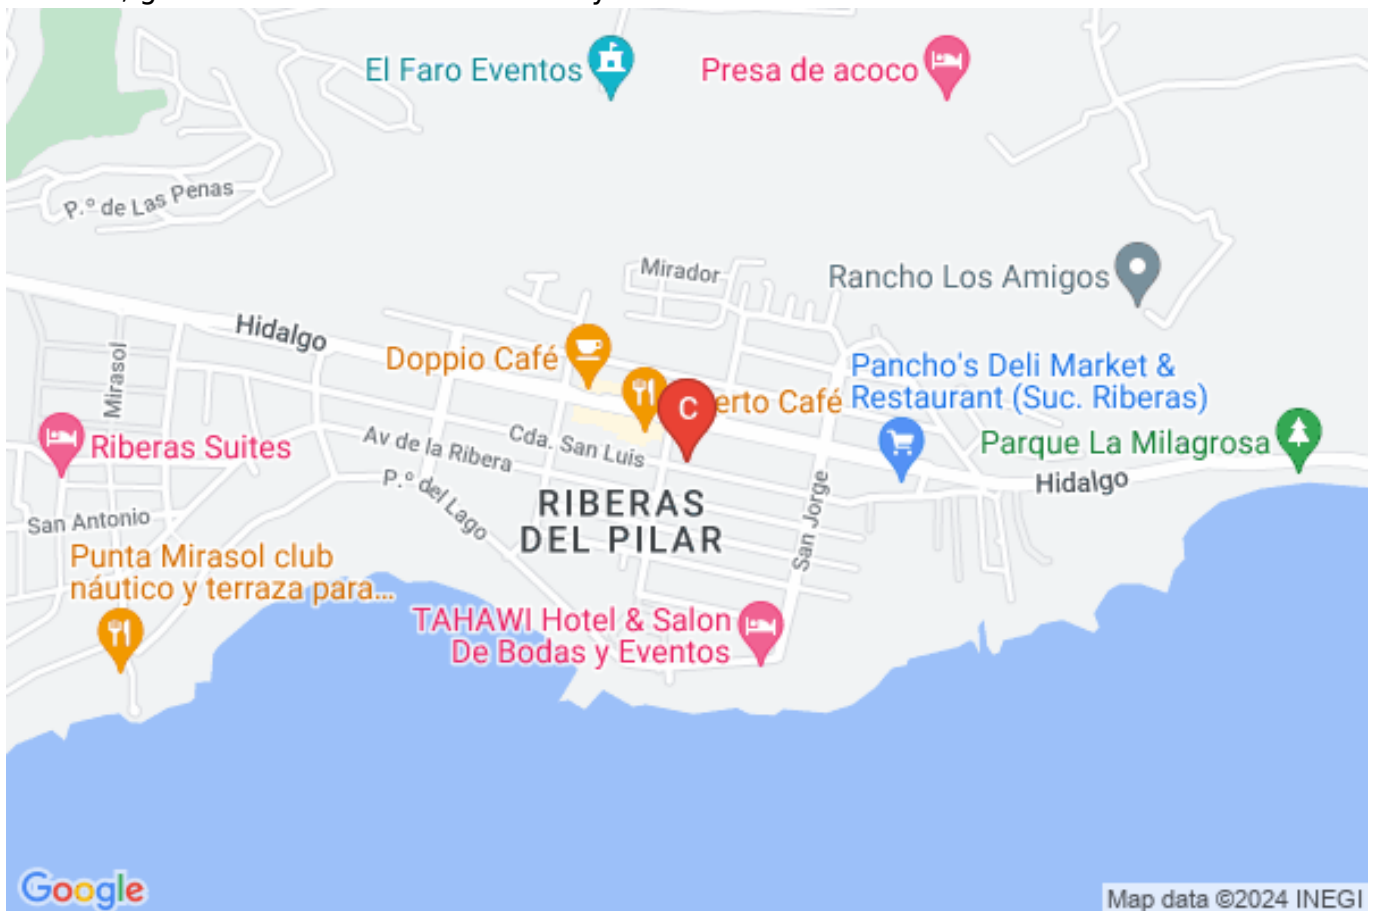 El Faro Eventos
Presa de acoco
P.º de Las Penas
Mirador
Rancho Los Amigos
Hidalgo
Mirasol
Doppio Café
Pancho's Deli Market &
Restaurant (Suc. Riberas)
C
erto Café
Av de la Ribera
Cda. San Luis
Riberas Suites
Parque La Milagrosa
Hidalgo
P.º del Lago
San Antonio
RIBERAS
DEL PILAR
San Jorge
Punta Mirasol club
náutico y terraza para...
TAHAWI Hotel & Salon
De Bodas y Eventos
Google
Map data ©2024 INEGI